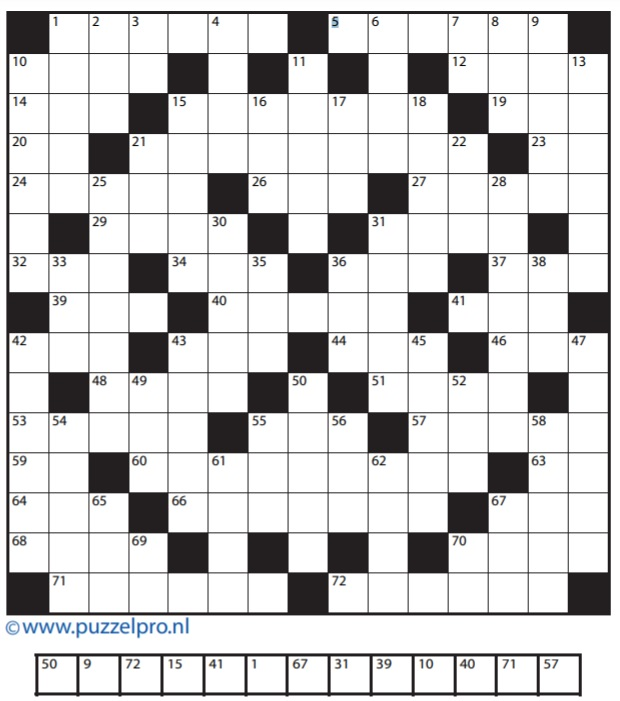 1 2 3 4 5 6 7 8 9
10 11 12 13
14 15 16 17 18 19
20 21 22 23
24 25 26 27 28
29 30 31
32 33 34 35 36 37 38
39 40 41
42 43 44 45 46 47
48 49 50 51 52
53 54 55 56 57 58
59 60 61 62 63
64 65 66 67
68 69 70
71 72
©www.puzzelpro.nl
50 9 72 15 41 1 67 31 39 10 40 71 57